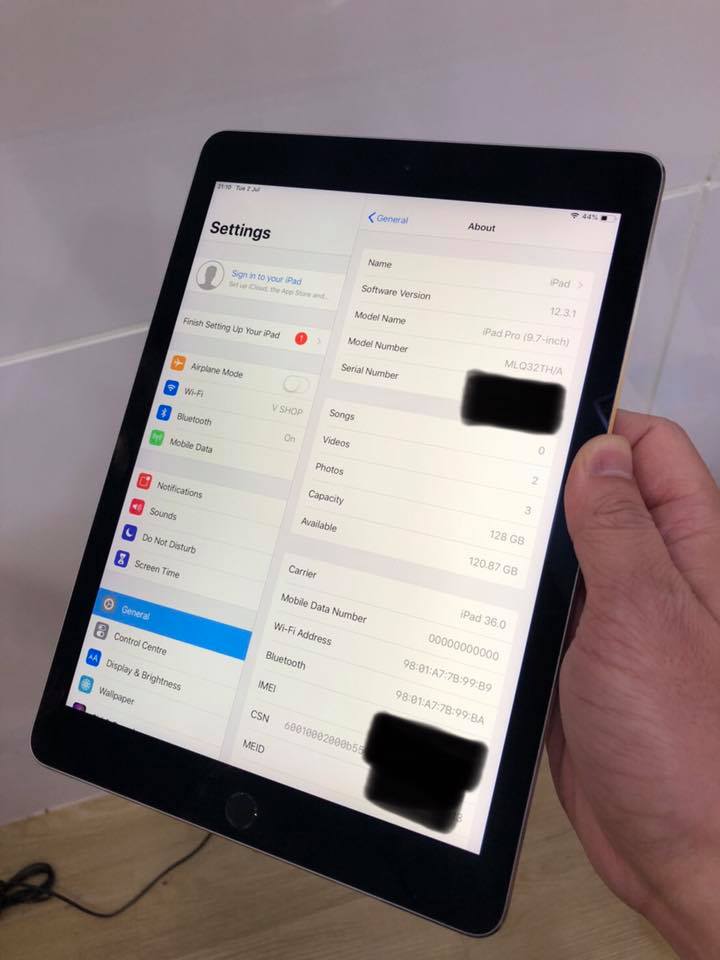 21:10 Tue 2 Jul
44%
Settings
Sign in to your iPad
Set up iCloud, the App Store and...
Finish Setting Up Your iPad 1
Airplane Mode
Wi-Fi V SHOP
Bluetooth On
Mobile Data
Notifications
Sounds
Do Not Disturb
Screen Time
General
Control Centre
Display & Brightness
AA
Wallpaper
General
About
Name iPad
Software Version 12.3.1
Model Name iPad Pro (9.7-inch)
Model Number MLQ32TH/A
Serial Number
Songs 0
Videos 2
Photos 3
Capacity 128 GB
Available 120.87 GB
Carrier iPad 36.0
Mobile Data Number 00000000000
Wi-Fi Address 98:01:A7:7B:99:B9
Bluetooth 98:01:A7:7B:99:BA
IMEI
CSN 60010002000b5B
MEID 3